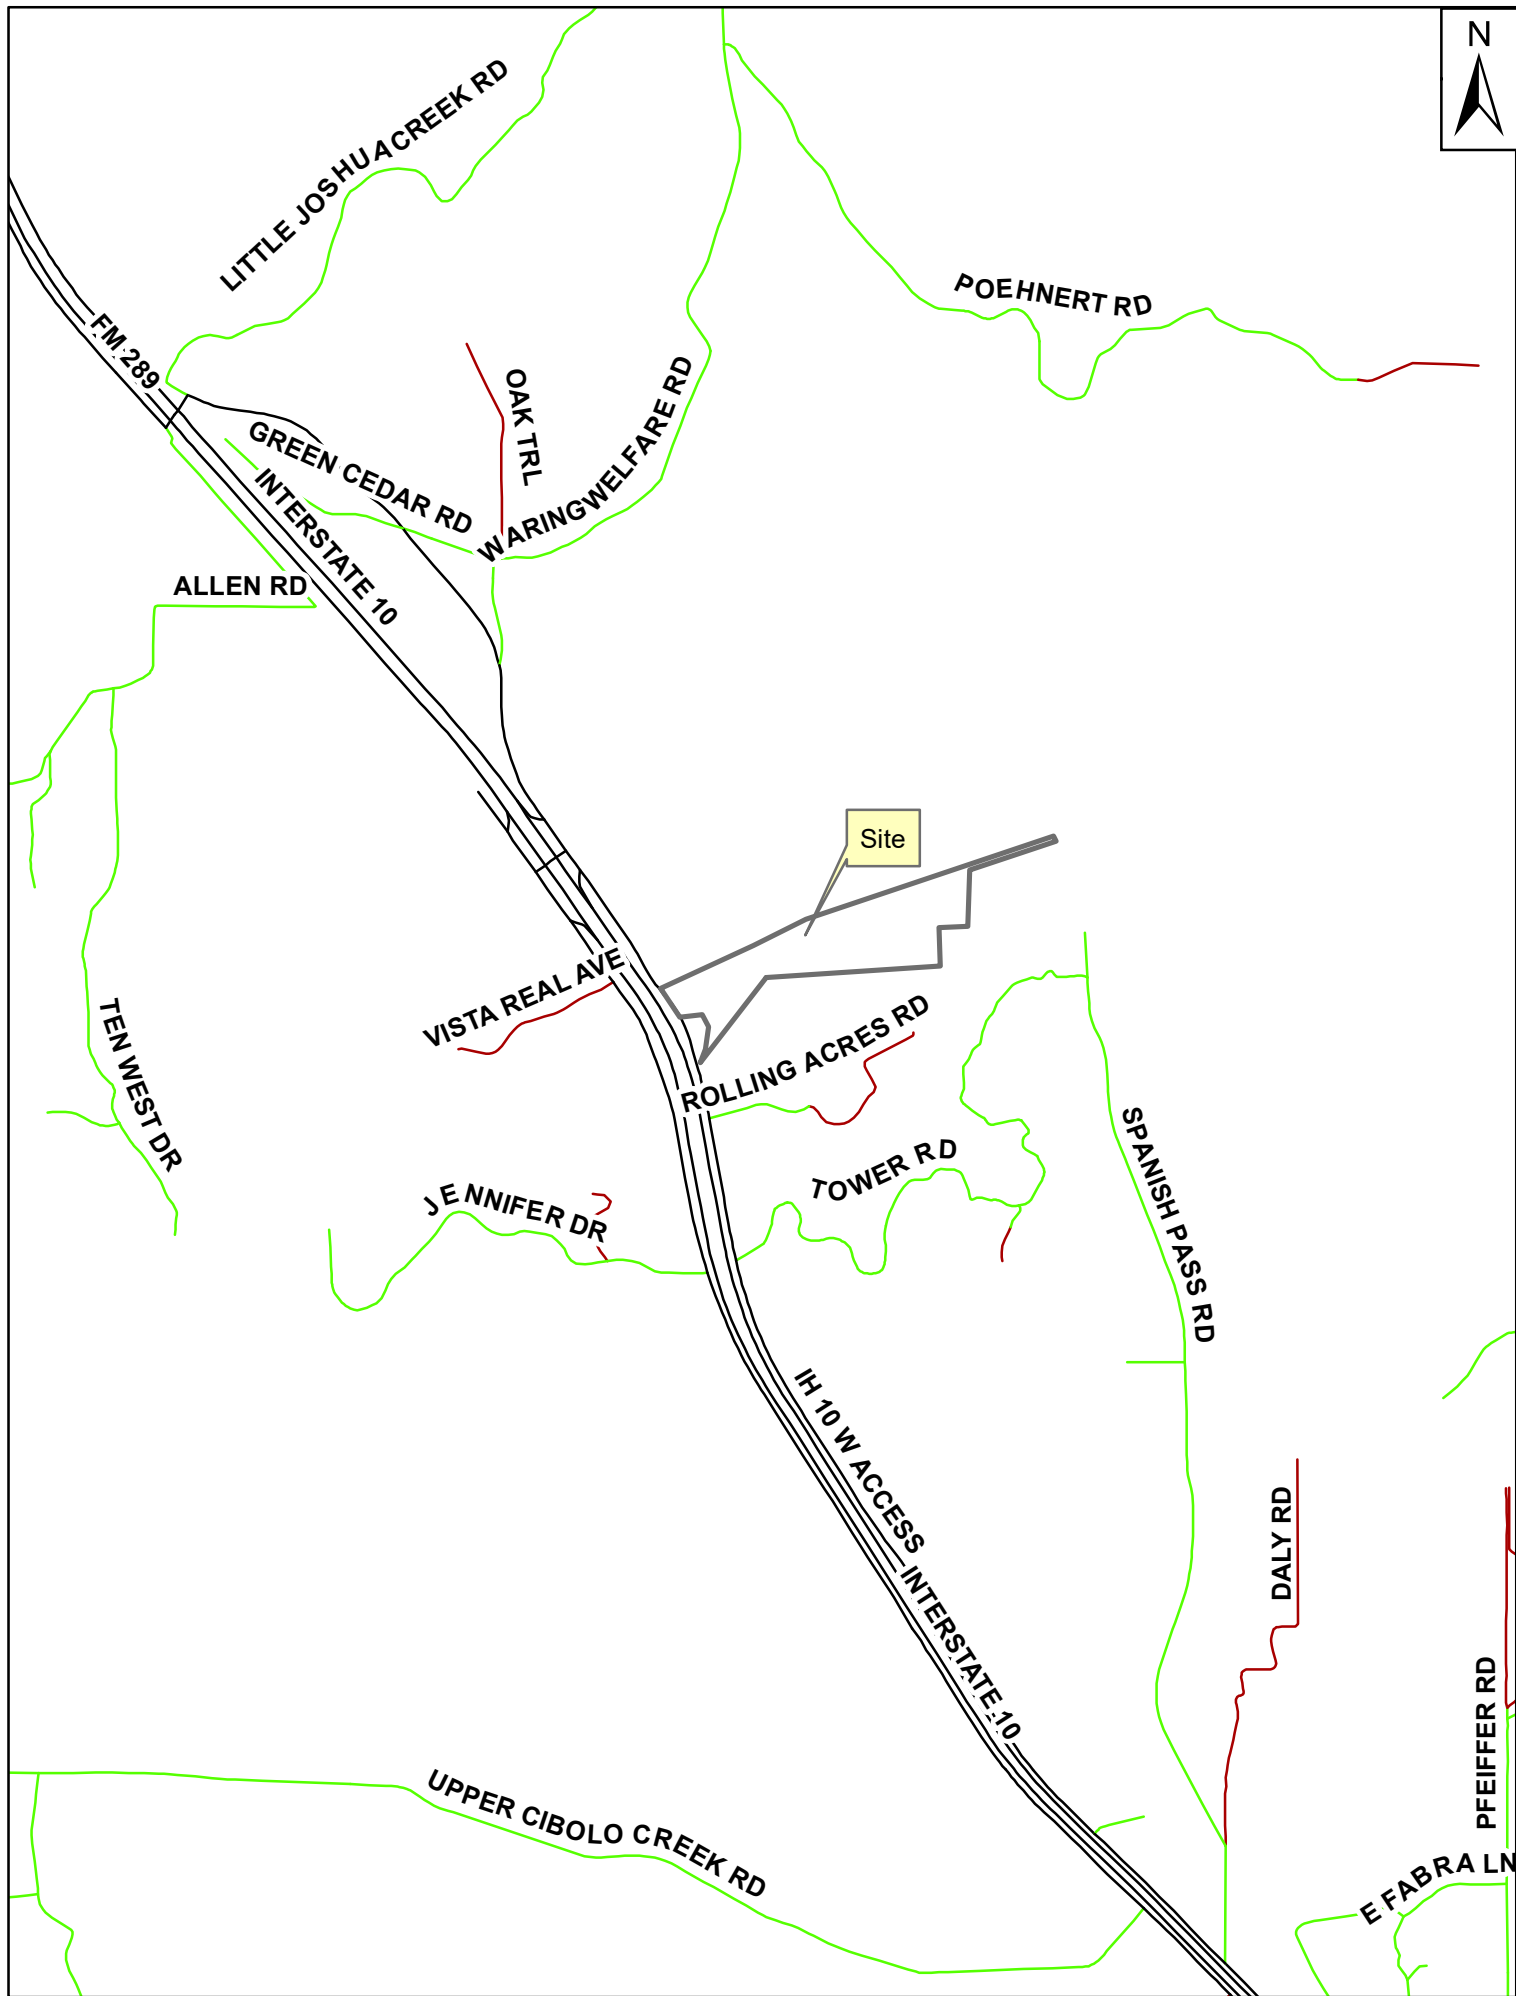 N
LITTLE JOSHUA CREEK RD
POEHNERT RD
FM 289
OAK TRL
WARINGWELFARE RD
GREEN CEDAR RD
INTERSTATE 10
ALLEN RD
Site
VISTA REAL AVE
TEN WEST DR
ROLLING ACRES RD
SPANISH PASS RD
TOWER RD
JENNIFER DR
IH 10 W ACCESS
DALY RD
INTERSTATE 10
PFEIFFER RD
UPPER CIBOLO CREEK RD
E FABRA LN